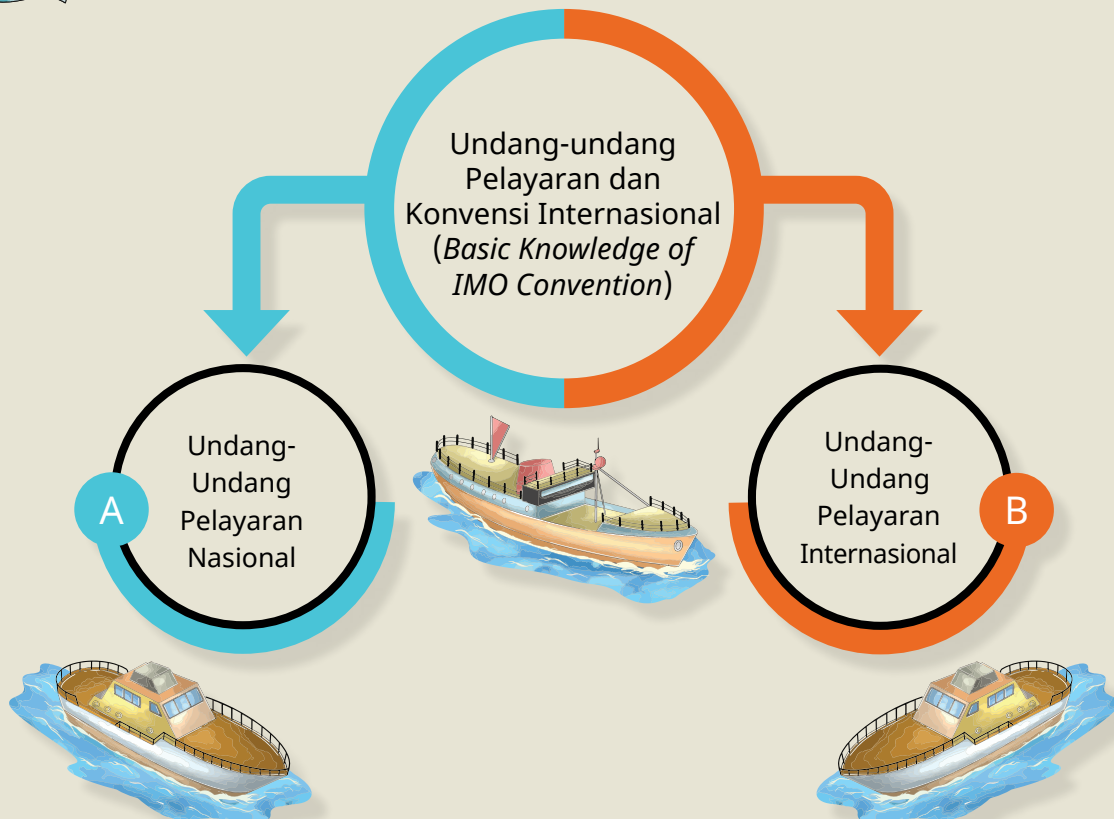 Undang-undang
Pelayaran dan
Konvensi Internasional
(Basic Knowledge of
IMO Convention)
A
Undang-
Undang
Pelayaran
Nasional
Undang-
Undang
Pelayaran
Internasional
B